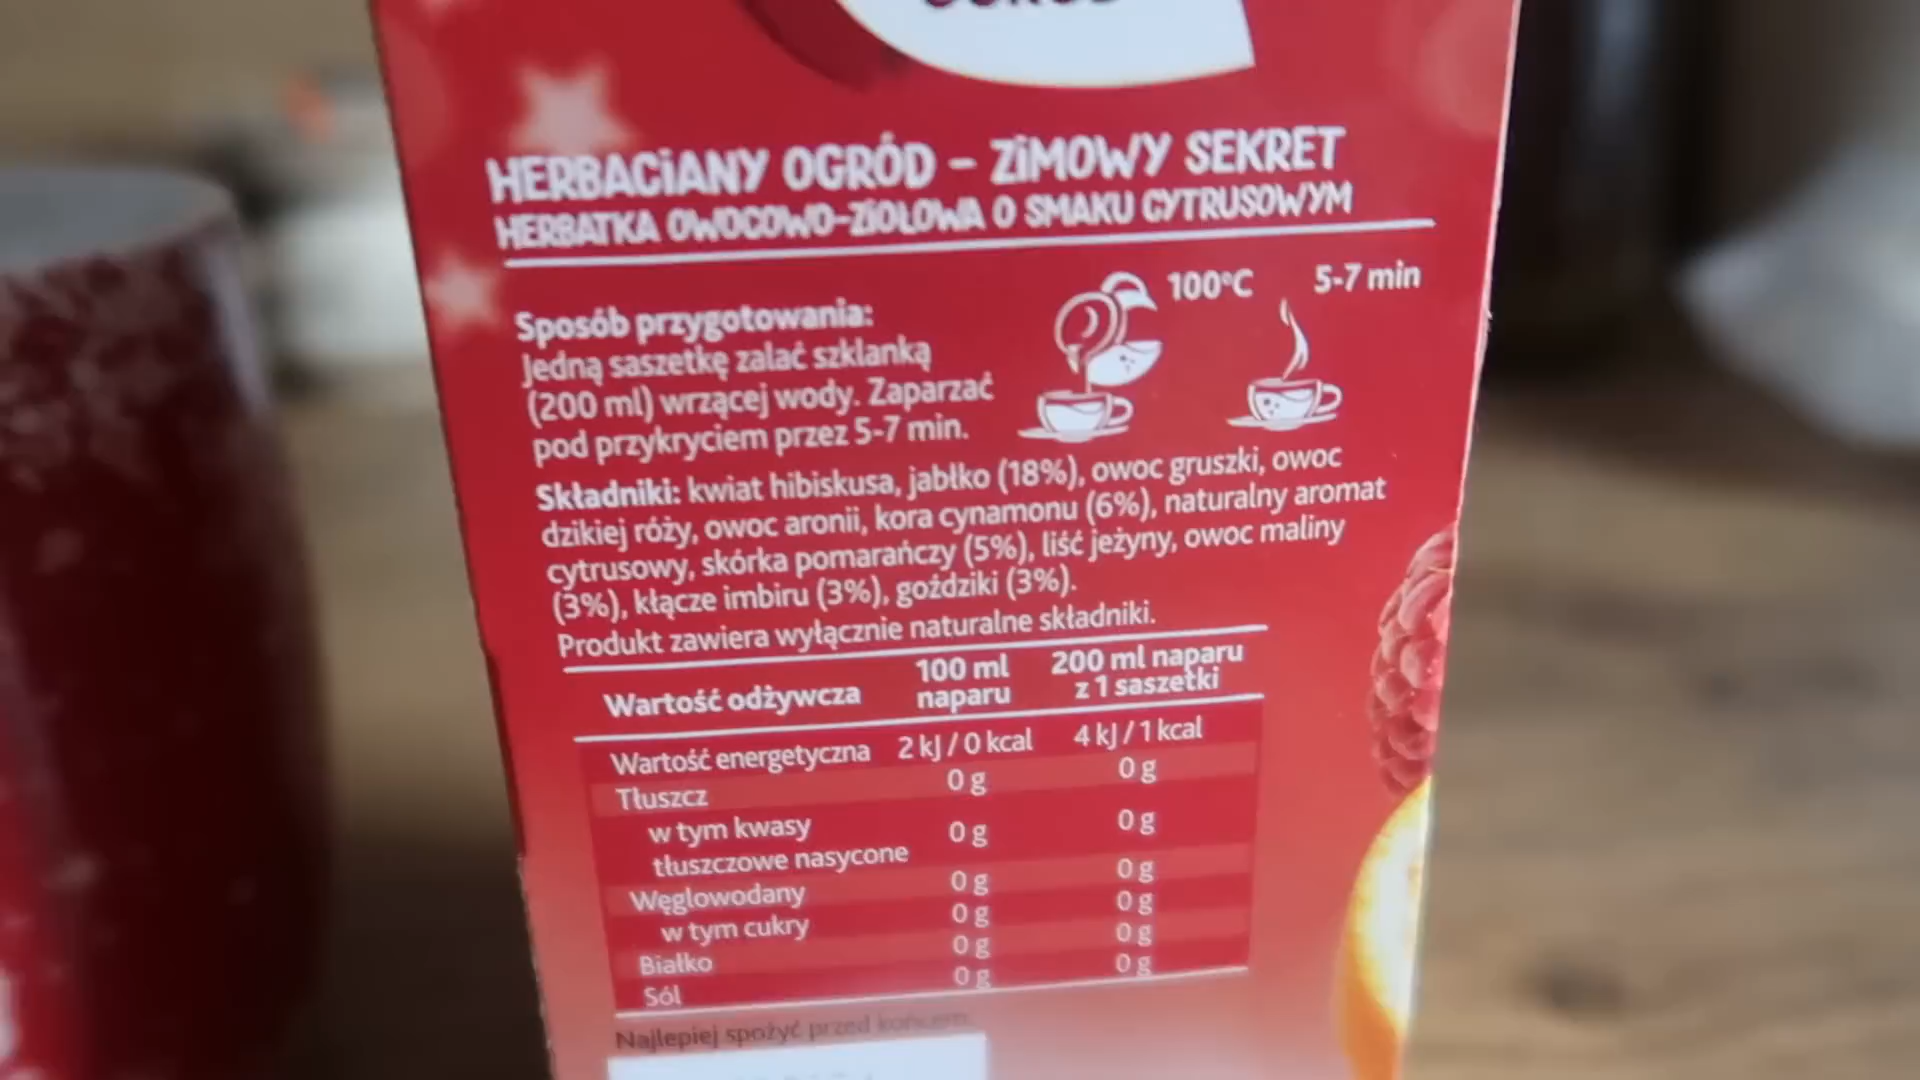 HERBACIANY OGRÓD – ZIMOWY SEKRET
HERBATKA OWOCOWO-ZIOŁOWA O SMAKU CYTRUSOWYM
100°C 5-7 min
Sposób przygotowania:
Jedną saszetkę zalać szklanką
(200 ml) wrzącej wody. Zaparzać
pod przykryciem przez 5-7 min.
Składniki: kwiat hibiskusa, jabłko (18%), owoc gruszki, owoc
dzikiej róży, owoc aronii, kora cynamonu (6%), naturalny aromat
cytrusowy, skórka pomarańczy (5%), liść jeżyny, owoc maliny
(3%), kłącze imbiru (3%), goździki (3%).
Produkt zawiera wyłącznie naturalne składniki.
Wartość odżywcza 100 ml naparu 200 ml naparu z 1 saszetki
Wartość energetyczna 2 kJ / 0 kcal 4 kJ / 1 kcal
Tłuszcz 0 g 0 g
w tym kwasy
tłuszczowe nasycone 0 g 0 g
Węglowodany 0 g 0 g
w tym cukry 0 g 0 g
Białko 0 g 0 g
Sól 0 g 0 g
Najlepiej spożyć przed końcem